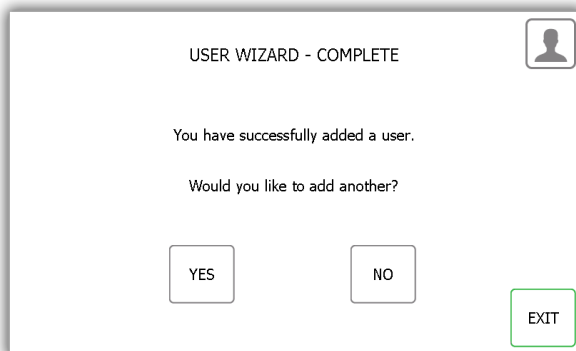 USER WIZARD - COMPLETE
You have successfully added a user.
Would you like to add another?
YES
NO
EXIT